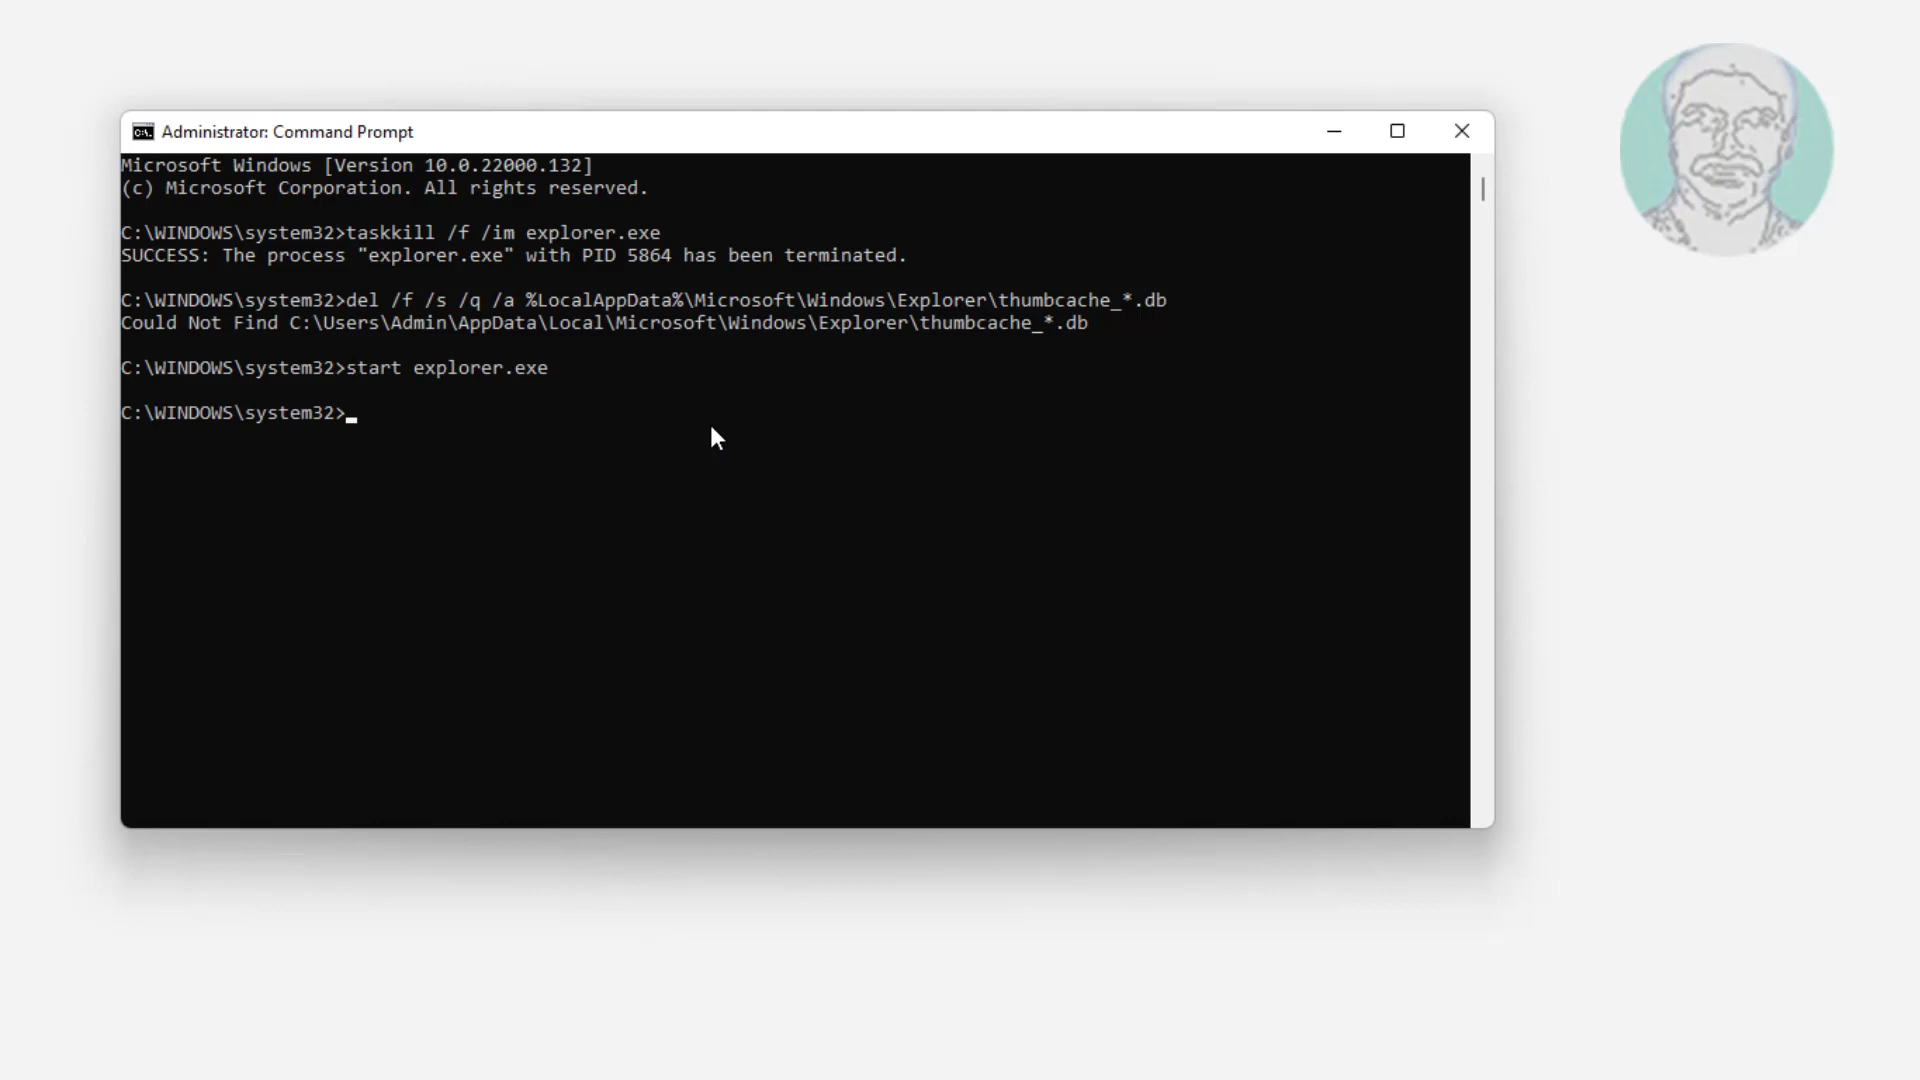 Administrator: Command Prompt
Microsoft Windows [Version 10.0.22000.132]
(c) Microsoft Corporation. All rights reserved.
C:\WINDOWS\system32>taskkill /f /im explorer.exe
SUCCESS: The process "explorer.exe" with PID 5864 has been terminated.
C:\WINDOWS\system32>del /f /s /q /a %LocalAppData%\Microsoft\Windows\Explorer\thumbcache_*.db
Could Not Find C:\Users\Admin\AppData\Local\Microsoft\Windows\Explorer\thumbcache_*.db
C:\WINDOWS\system32>start explorer.exe
C:\WINDOWS\system32>